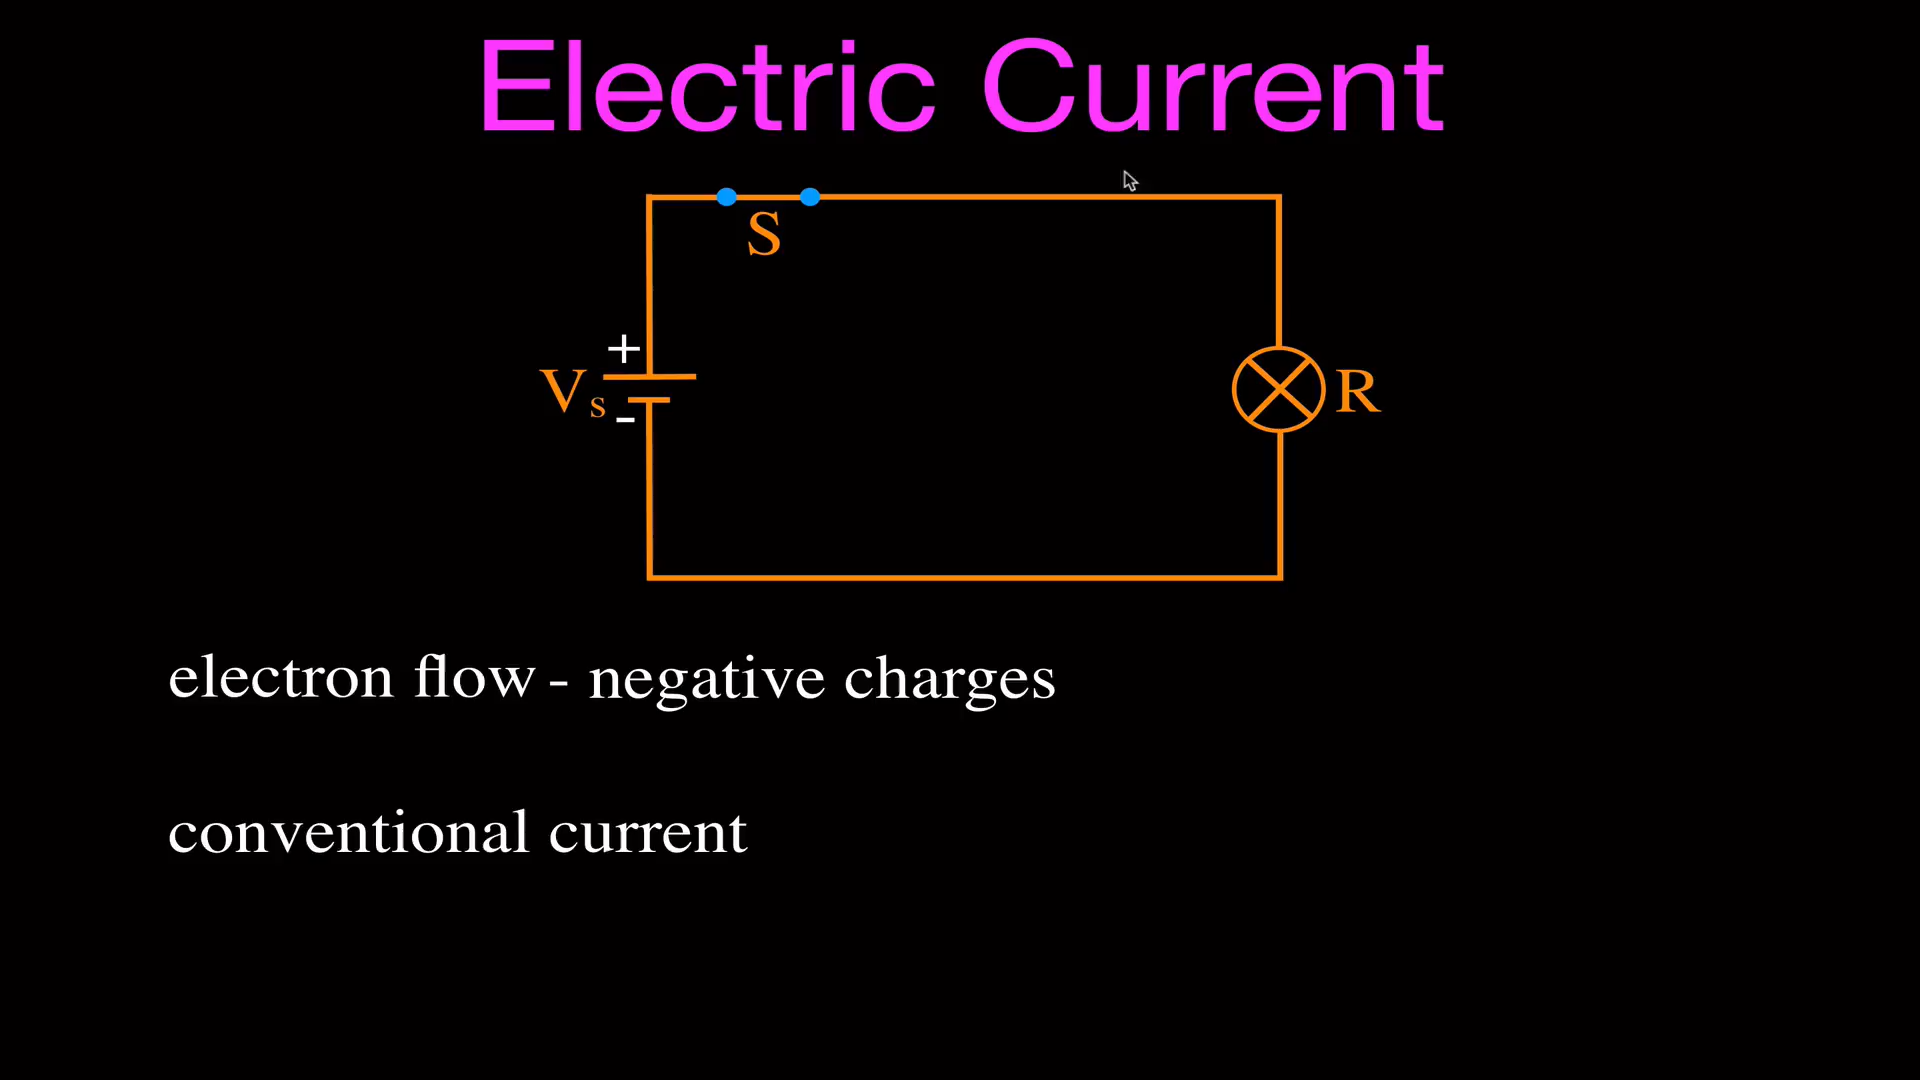 Electric Current
S
+
Vs
-
R
electron flow - negative charges
conventional current